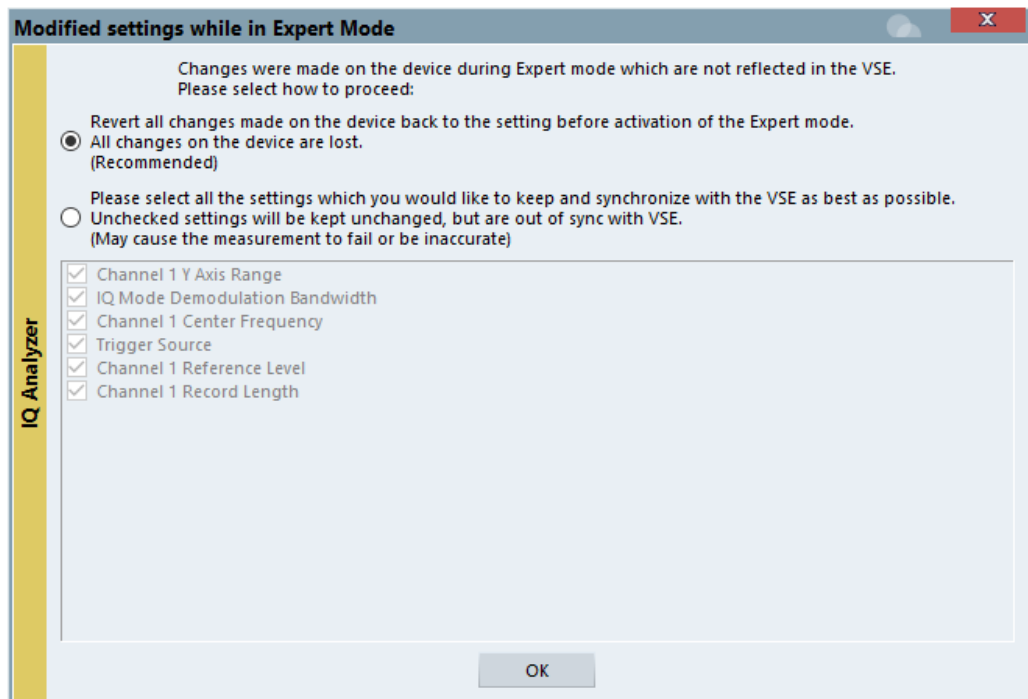 Modified settings while in Expert Mode
Changes were made on the device during Expert mode which are not reflected in the VSE.
Please select how to proceed:
Revert all changes made on the device back to the setting before activation of the Expert mode.
All changes on the device are lost.
(Recommended)
Please select all the settings which you would like to keep and synchronize with the VSE as best as possible.
Unchecked settings will be kept unchanged, but are out of sync with VSE.
(May cause the measurement to fail or be inaccurate)
Channel 1 Y Axis Range
IQ Mode Demodulation Bandwidth
Channel 1 Center Frequency
Trigger Source
Channel 1 Reference Level
Channel 1 Record Length
IQ Analyzer
OK